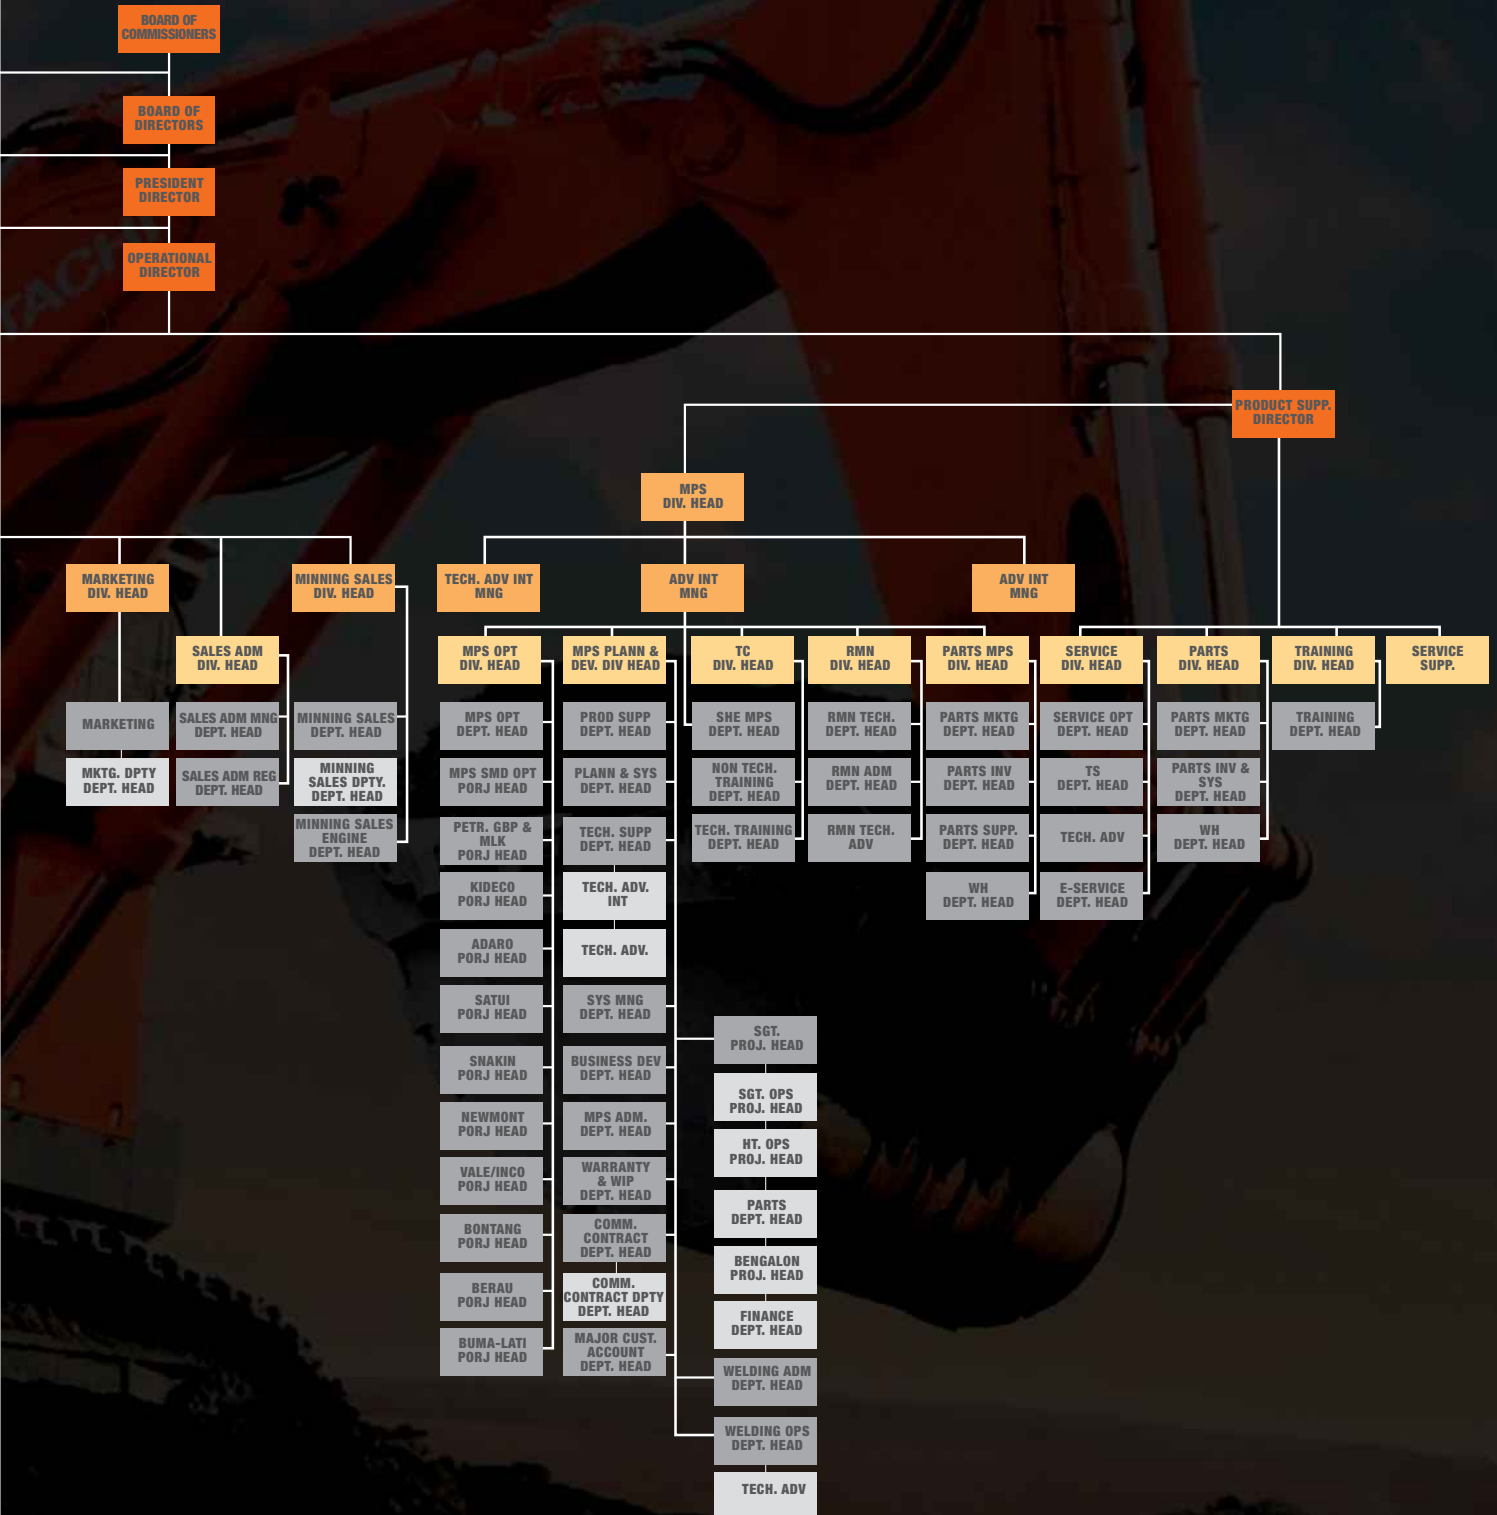 BOARD OF
COMMISSIONERS
BOARD OF
DIRECTORS
PRESIDENT
DIRECTOR
OPERATIONAL
DIRECTOR
TACHI
PRODUCT SUPP.
DIRECTOR
MPS
DIV. HEAD
MARKETING
DIV. HEAD
MINNING SALES
DIV. HEAD
TECH. ADV INT
MNG
ADV INT
MNG
ADV INT
MNG
SALES ADM
DIV. HEAD
MPS OPT
DIV. HEAD
MPS PLANN &
DEV. DIV HEAD
TC
DIV. HEAD
RMN
DIV. HEAD
PARTS MPS
DIV. HEAD
SERVICE
DIV. HEAD
PARTS
DIV. HEAD
TRAINING
DIV. HEAD
SERVICE
SUPP.
MARKETING
MKTG. DPTY
DEPT. HEAD
SALES ADM MNG
DEPT. HEAD
SALES ADM REG
DEPT. HEAD
MINNING SALES
DEPT. HEAD
MINNING
SALES DPTY.
DEPT. HEAD
MINNING SALES
ENGINE
DEPT. HEAD
MPS OPT
DEPT. HEAD
MPS SMD OPT
PORJ HEAD
PETR. GBP &
MLK
PORJ HEAD
KIDECO
PORJ HEAD
ADARO
PORJ HEAD
SATUI
PORJ HEAD
SNAKIN
PORJ HEAD
NEWMONT
PORJ HEAD
VALE/INCO
PORJ HEAD
BONTANG
PORJ HEAD
BERAU
PORJ HEAD
BUMA-LATI
PORJ HEAD
PROD SUPP
DEPT. HEAD
PLANN & SYS
DEPT. HEAD
TECH. SUPP
DEPT. HEAD
TECH. ADV.
INT
TECH. ADV.
SYS MNG
DEPT. HEAD
BUSINESS DEV
DEPT. HEAD
MPS ADM.
DEPT. HEAD
WARRANTY
& WIP
DEPT. HEAD
COMM.
CONTRACT
DEPT. HEAD
COMM.
CONTRACT DPTY
DEPT. HEAD
MAJOR CUST.
ACCOUNT
DEPT. HEAD
SHE MPS
DEPT. HEAD
NON TECH.
TRAINING
DEPT. HEAD
TECH. TRAINING
DEPT. HEAD
SGT.
PROJ. HEAD
SGT. OPS
PROJ. HEAD
HT. OPS
PROJ. HEAD
PARTS
DEPT. HEAD
BENGALON
PROJ. HEAD
FINANCE
DEPT. HEAD
WELDING ADM
DEPT. HEAD
WELDING OPS
DEPT. HEAD
TECH. ADV
RMN TECH.
DEPT. HEAD
RMN ADM
DEPT. HEAD
RMN TECH.
ADV
PARTS MKTG
DEPT. HEAD
PARTS INV
DEPT. HEAD
PARTS SUPP.
DEPT. HEAD
WH
DEPT. HEAD
SERVICE OPT
DEPT. HEAD
TS
DEPT. HEAD
TECH. ADV
E-SERVICE
DEPT. HEAD
PARTS MKTG
DEPT. HEAD
PARTS INV &
SYS
DEPT. HEAD
WH
DEPT. HEAD
TRAINING
DEPT. HEAD